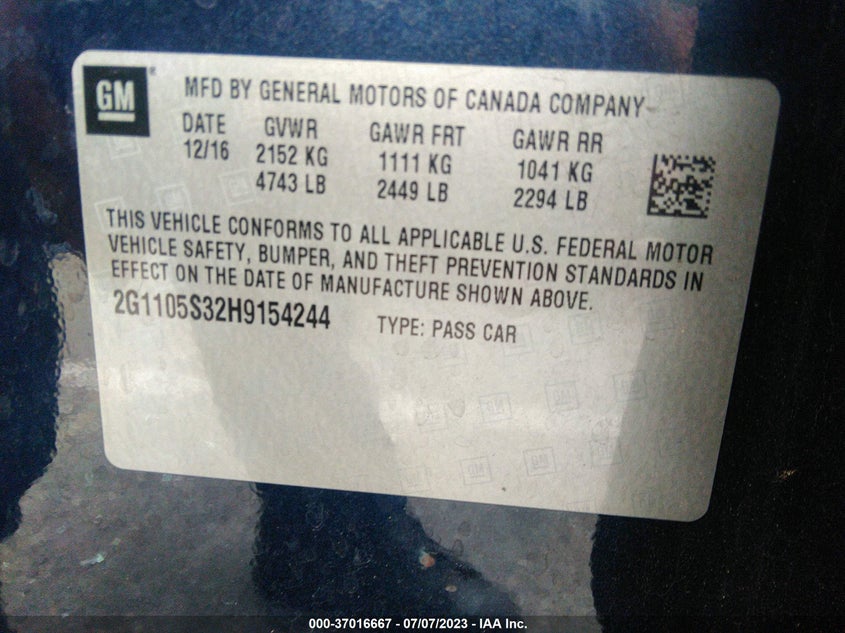 GM
MFD BY GENERAL MOTORS OF CANADA COMPANY
DATE GVWR GAWR FRT GAWR RR
12/16 2152 KG 1111 KG 1041 KG
4743 LB 2449 LB 2294 LB
THIS VEHICLE CONFORMS TO ALL APPLICABLE U.S. FEDERAL MOTOR
VEHICLE SAFETY, BUMPER, AND THEFT PREVENTION STANDARDS IN
EFFECT ON THE DATE OF MANUFACTURE SHOWN ABOVE.
2G1105S32H9154244 TYPE: PASS CAR
000-37016667 - 07/07/2023 - IAA Inc.